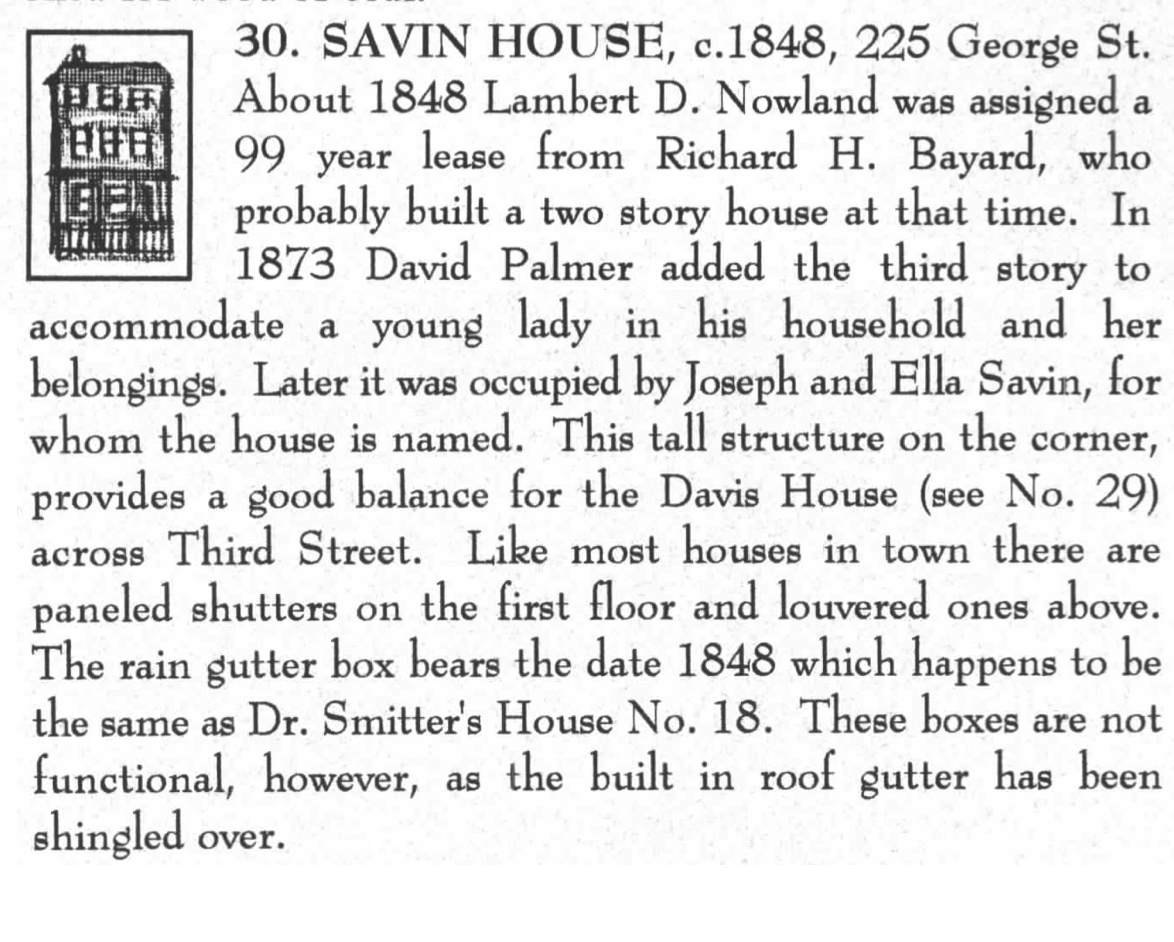 30. SAVIN HOUSE, c.1848, 225 George St.
About 1848 Lambert D. Nowland was assigned a
99 year lease from Richard H. Bayard, who
probably built a two story house at that time. In
1873 David Palmer added the third story to
accommodate a young lady in his household and her
belongings. Later it was occupied by Joseph and Ella Savin, for
whom the house is named. This tall structure on the corner,
provides a good balance for the Davis House (see No. 29)
across Third Street. Like most houses in town there are
paneled shutters on the first floor and louvered ones above.
The rain gutter box bears the date 1848 which happens to be
the same as Dr. Smitter's House No. 18. These boxes are not
functional, however, as the built in roof gutter has been
shingled over.